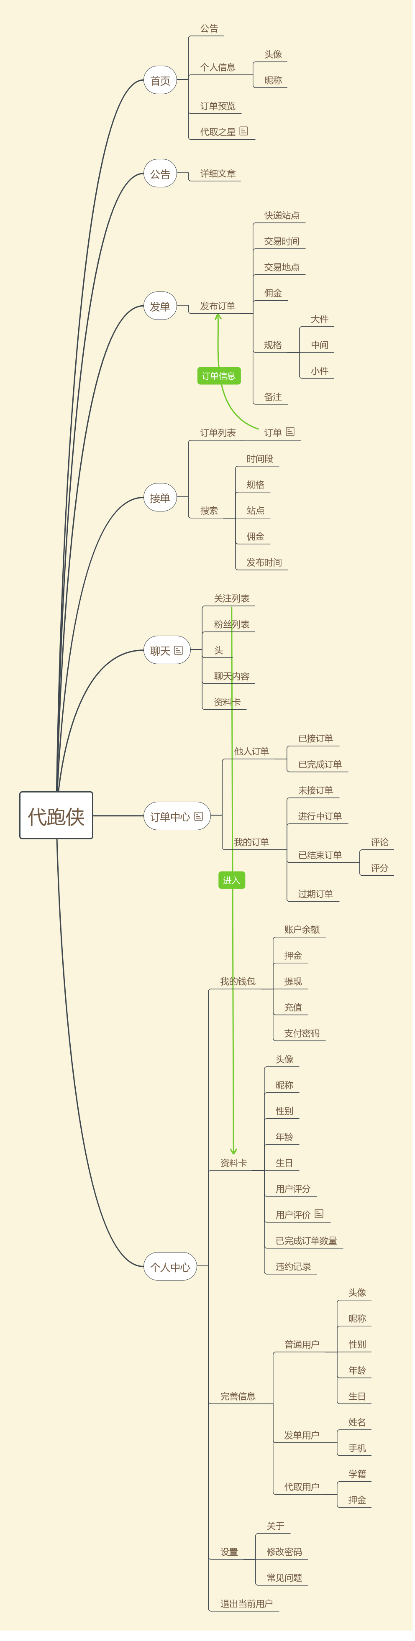 代跑侠
首页
公告
个人信息
头像
昵称
订单预览
代取之星
公告
详细文章
发单
发布订单
快递站点
交易时间
交易地点
佣金
规格
大件
中间
小件
备注
订单信息
接单
订单列表
订单
搜索
时间段
规格
站点
佣金
发布时间
聊天
关注列表
粉丝列表
头
聊天内容
资料卡
进入
订单中心
他人订单
已接订单
已完成订单
我的订单
未接订单
进行中订单
已结束订单
评论
评分
过期订单
个人中心
我的钱包
账户余额
押金
提现
充值
支付密码
资料卡
头像
昵称
性别
年龄
生日
用户评分
用户评价
已完成订单数量
违约记录
完善信息
普通用户
头像
昵称
性别
年龄
生日
发单用户
姓名
手机
代取用户
学籍
押金
设置
关于
修改密码
常见问题
退出当前用户